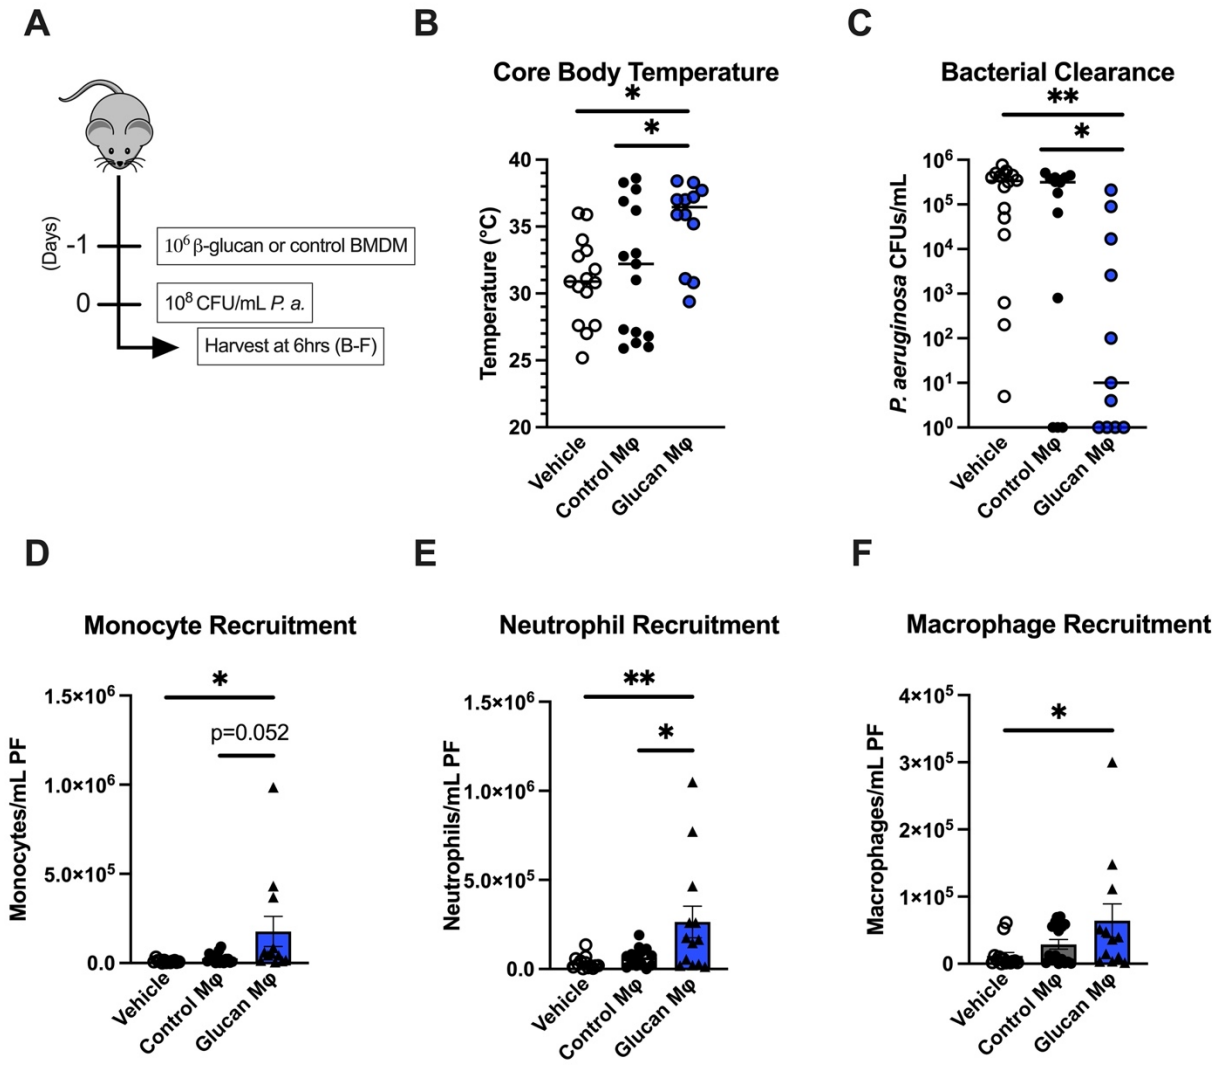 A
(Days)
-1
10⁶ β-glucan or control BMDM
0
10⁸ CFU/mL P. a.
Harvest at 6hrs (B-F)
B
Core Body Temperature
*
*
Temperature (°C)
40
35
30
25
20
Vehicle
Control Mφ
Glucan Mφ
C
Bacterial Clearance
**
*
P. aeruginosa CFUs/mL
10⁶
10⁵
10⁴
10³
10²
10¹
10⁰
Vehicle
Control Mφ
Glucan Mφ
D
Monocyte Recruitment
*
p=0.052
Monocytes/mL PF
1.5×10⁶
1.0×10⁶
5.0×10⁵
0.0
Vehicle
Control Mφ
Glucan Mφ
E
Neutrophil Recruitment
**
*
Neutrophils/mL PF
1.5×10⁶
1.0×10⁶
5.0×10⁵
0.0
Vehicle
Control Mφ
Glucan Mφ
F
Macrophage Recruitment
*
Macrophages/mL PF
4×10⁵
3×10⁵
2×10⁵
1×10⁵
0
Vehicle
Control Mφ
Glucan Mφ